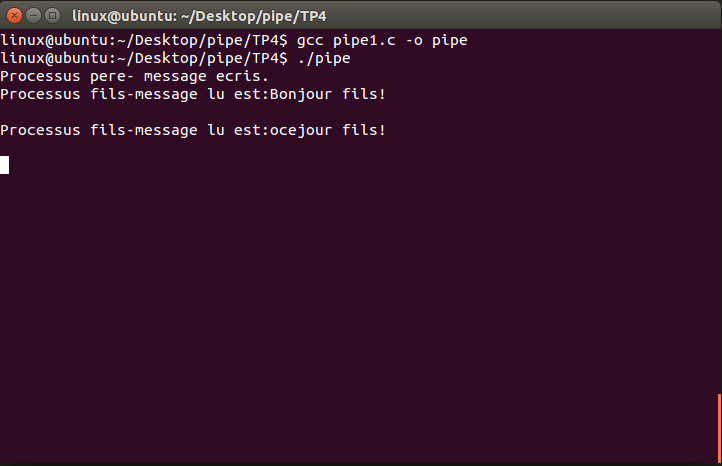 linux@ubuntu: ~/Desktop/pipe/TP4
linux@ubuntu:~/Desktop/pipe/TP4$ gcc pipe1.c -o pipe
linux@ubuntu:~/Desktop/pipe/TP4$ ./pipe
Processus pere- message ecris.
Processus fils-message lu est:Bonjour fils!
Processus fils-message lu est:ocejour fils!